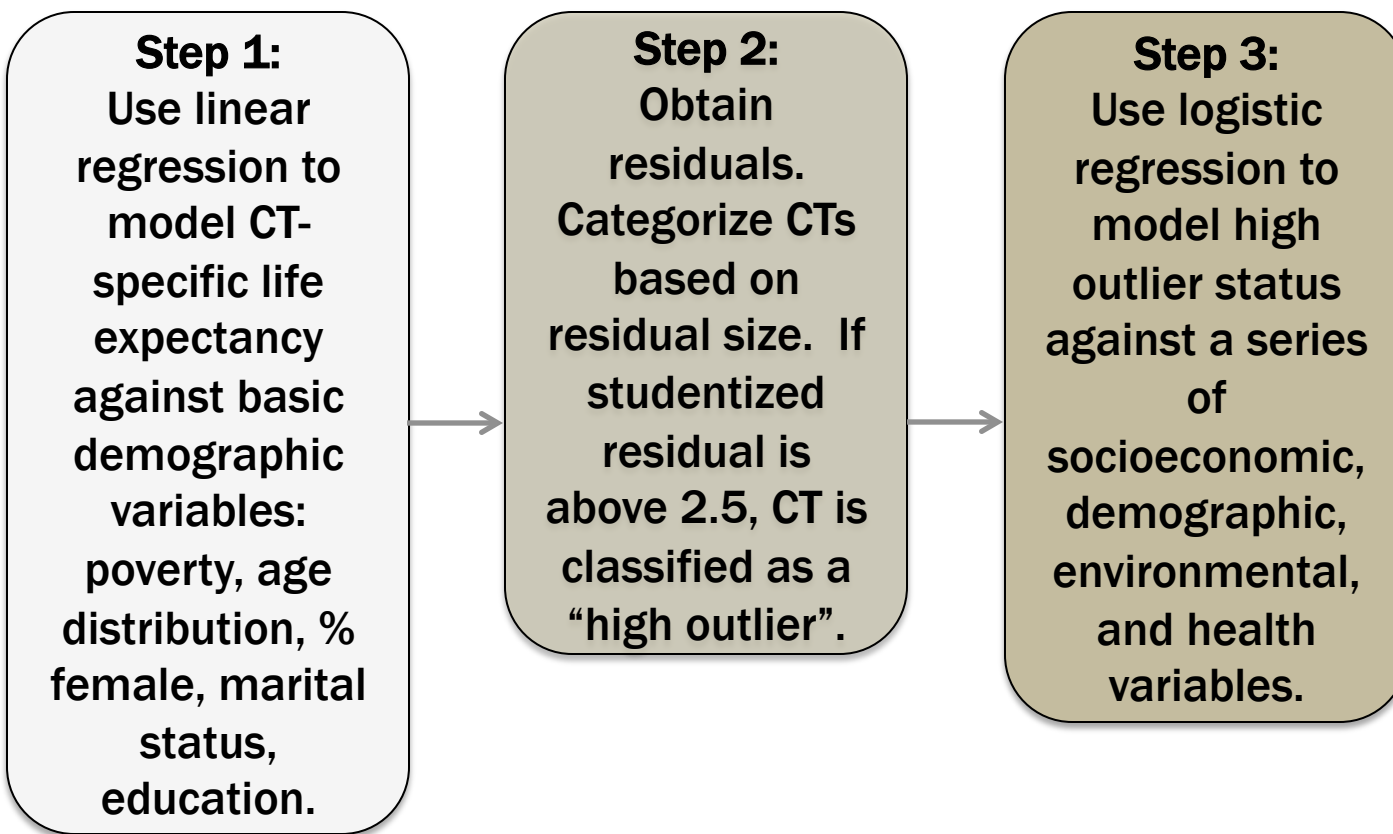 Step 1:
Use linear
regression to
model CT-
specific life
expectancy
against basic
demographic
variables:
poverty, age
distribution, %
female, marital
status,
education.
Step 2:
Obtain
residuals.
Categorize CTs
based on
residual size.  If
studentized
residual is
above 2.5, CT is
classified as a
“high outlier”.
Step 3:
Use logistic
regression to
model high
outlier status
against a series
of
socioeconomic,
demographic,
environmental,
and health
variables.